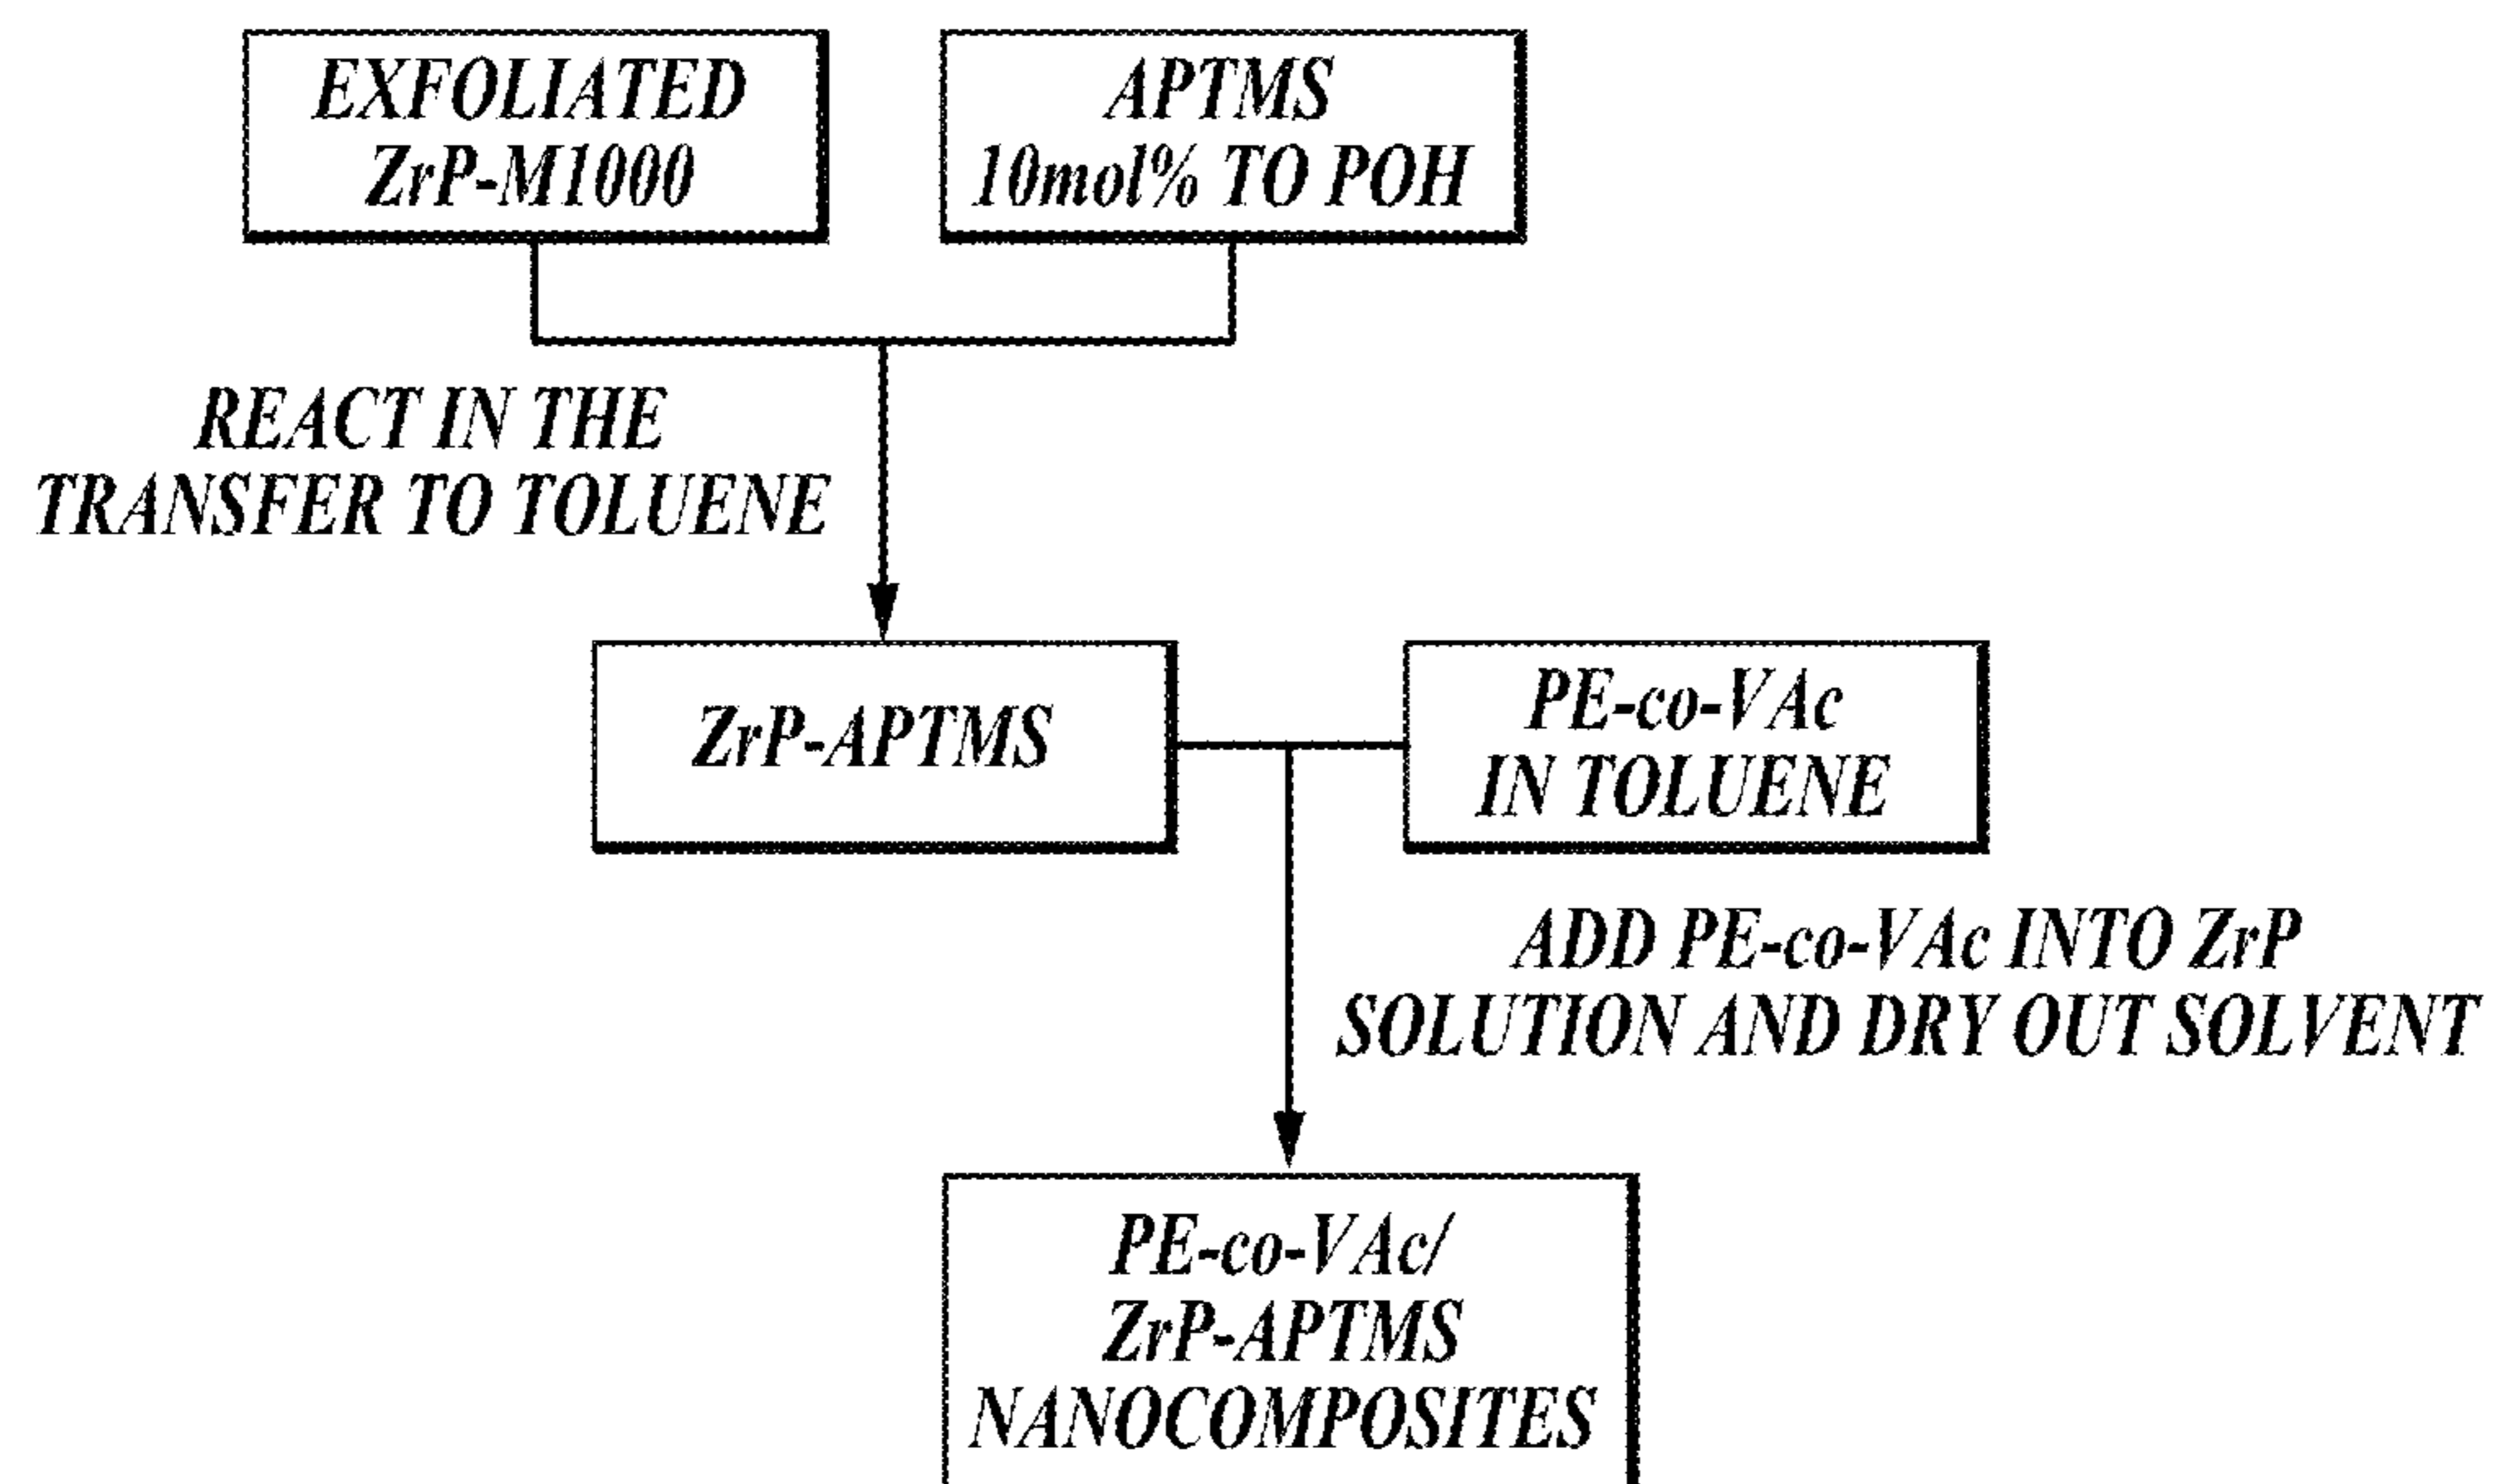 EXFOLIATED
ZrP-M1000
APTMS
10mol% TO POH
REACT IN THE
TRANSFER TO TOLUENE
ZrP-APTMS
PE-co-VAc
IN TOLUENE
ADD PE-co-VAc INTO ZrP
SOLUTION AND DRY OUT SOLVENT
PE-co-VAc/
ZrP-APTMS
NANOCOMPOSITES